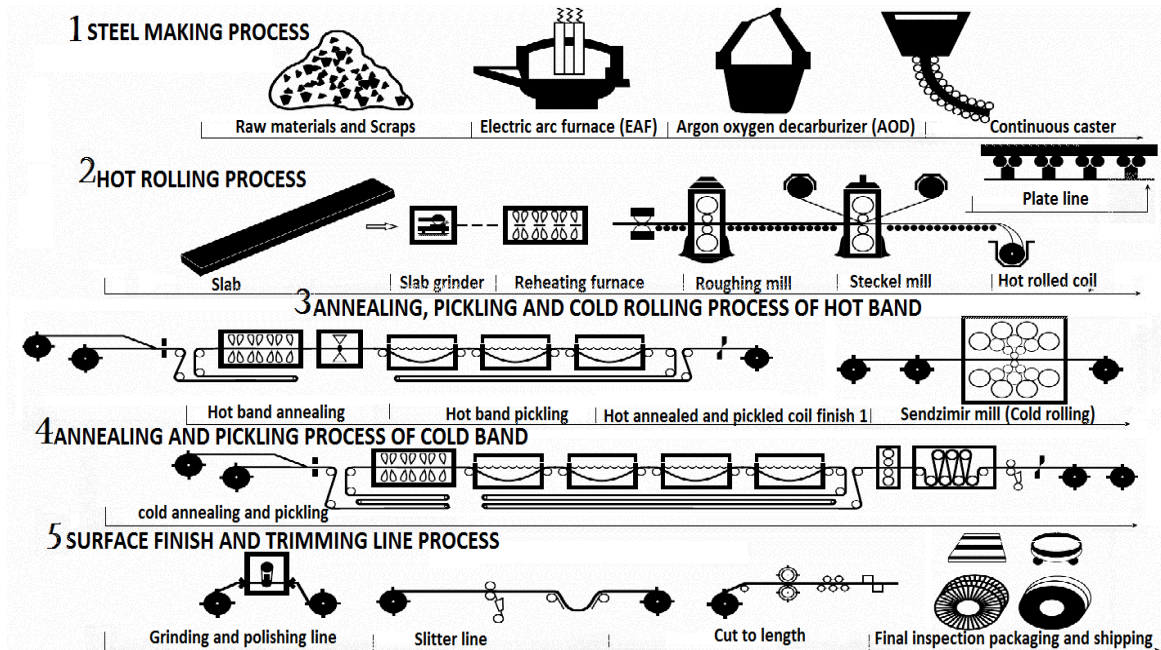 1 STEEL MAKING PROCESS
Raw materials and Scraps
Electric arc furnace (EAF)
Argon oxygen decarburizer (AOD)
Continuous caster
2 HOT ROLLING PROCESS
Plate line
Slab
Slab grinder
Reheating furnace
Roughing mill
Steckel mill
Hot rolled coil
3 ANNEALING, PICKLING AND COLD ROLLING PROCESS OF HOT BAND
Hot band annealing
Hot band pickling
Hot annealed and pickled coil finish 1
Sendzimir mill (Cold rolling)
4 ANNEALING AND PICKLING PROCESS OF COLD BAND
cold annealing and pickling
5 SURFACE FINISH AND TRIMMING LINE PROCESS
Grinding and polishing line
Slitter line
Cut to length
Final inspection packaging and shipping